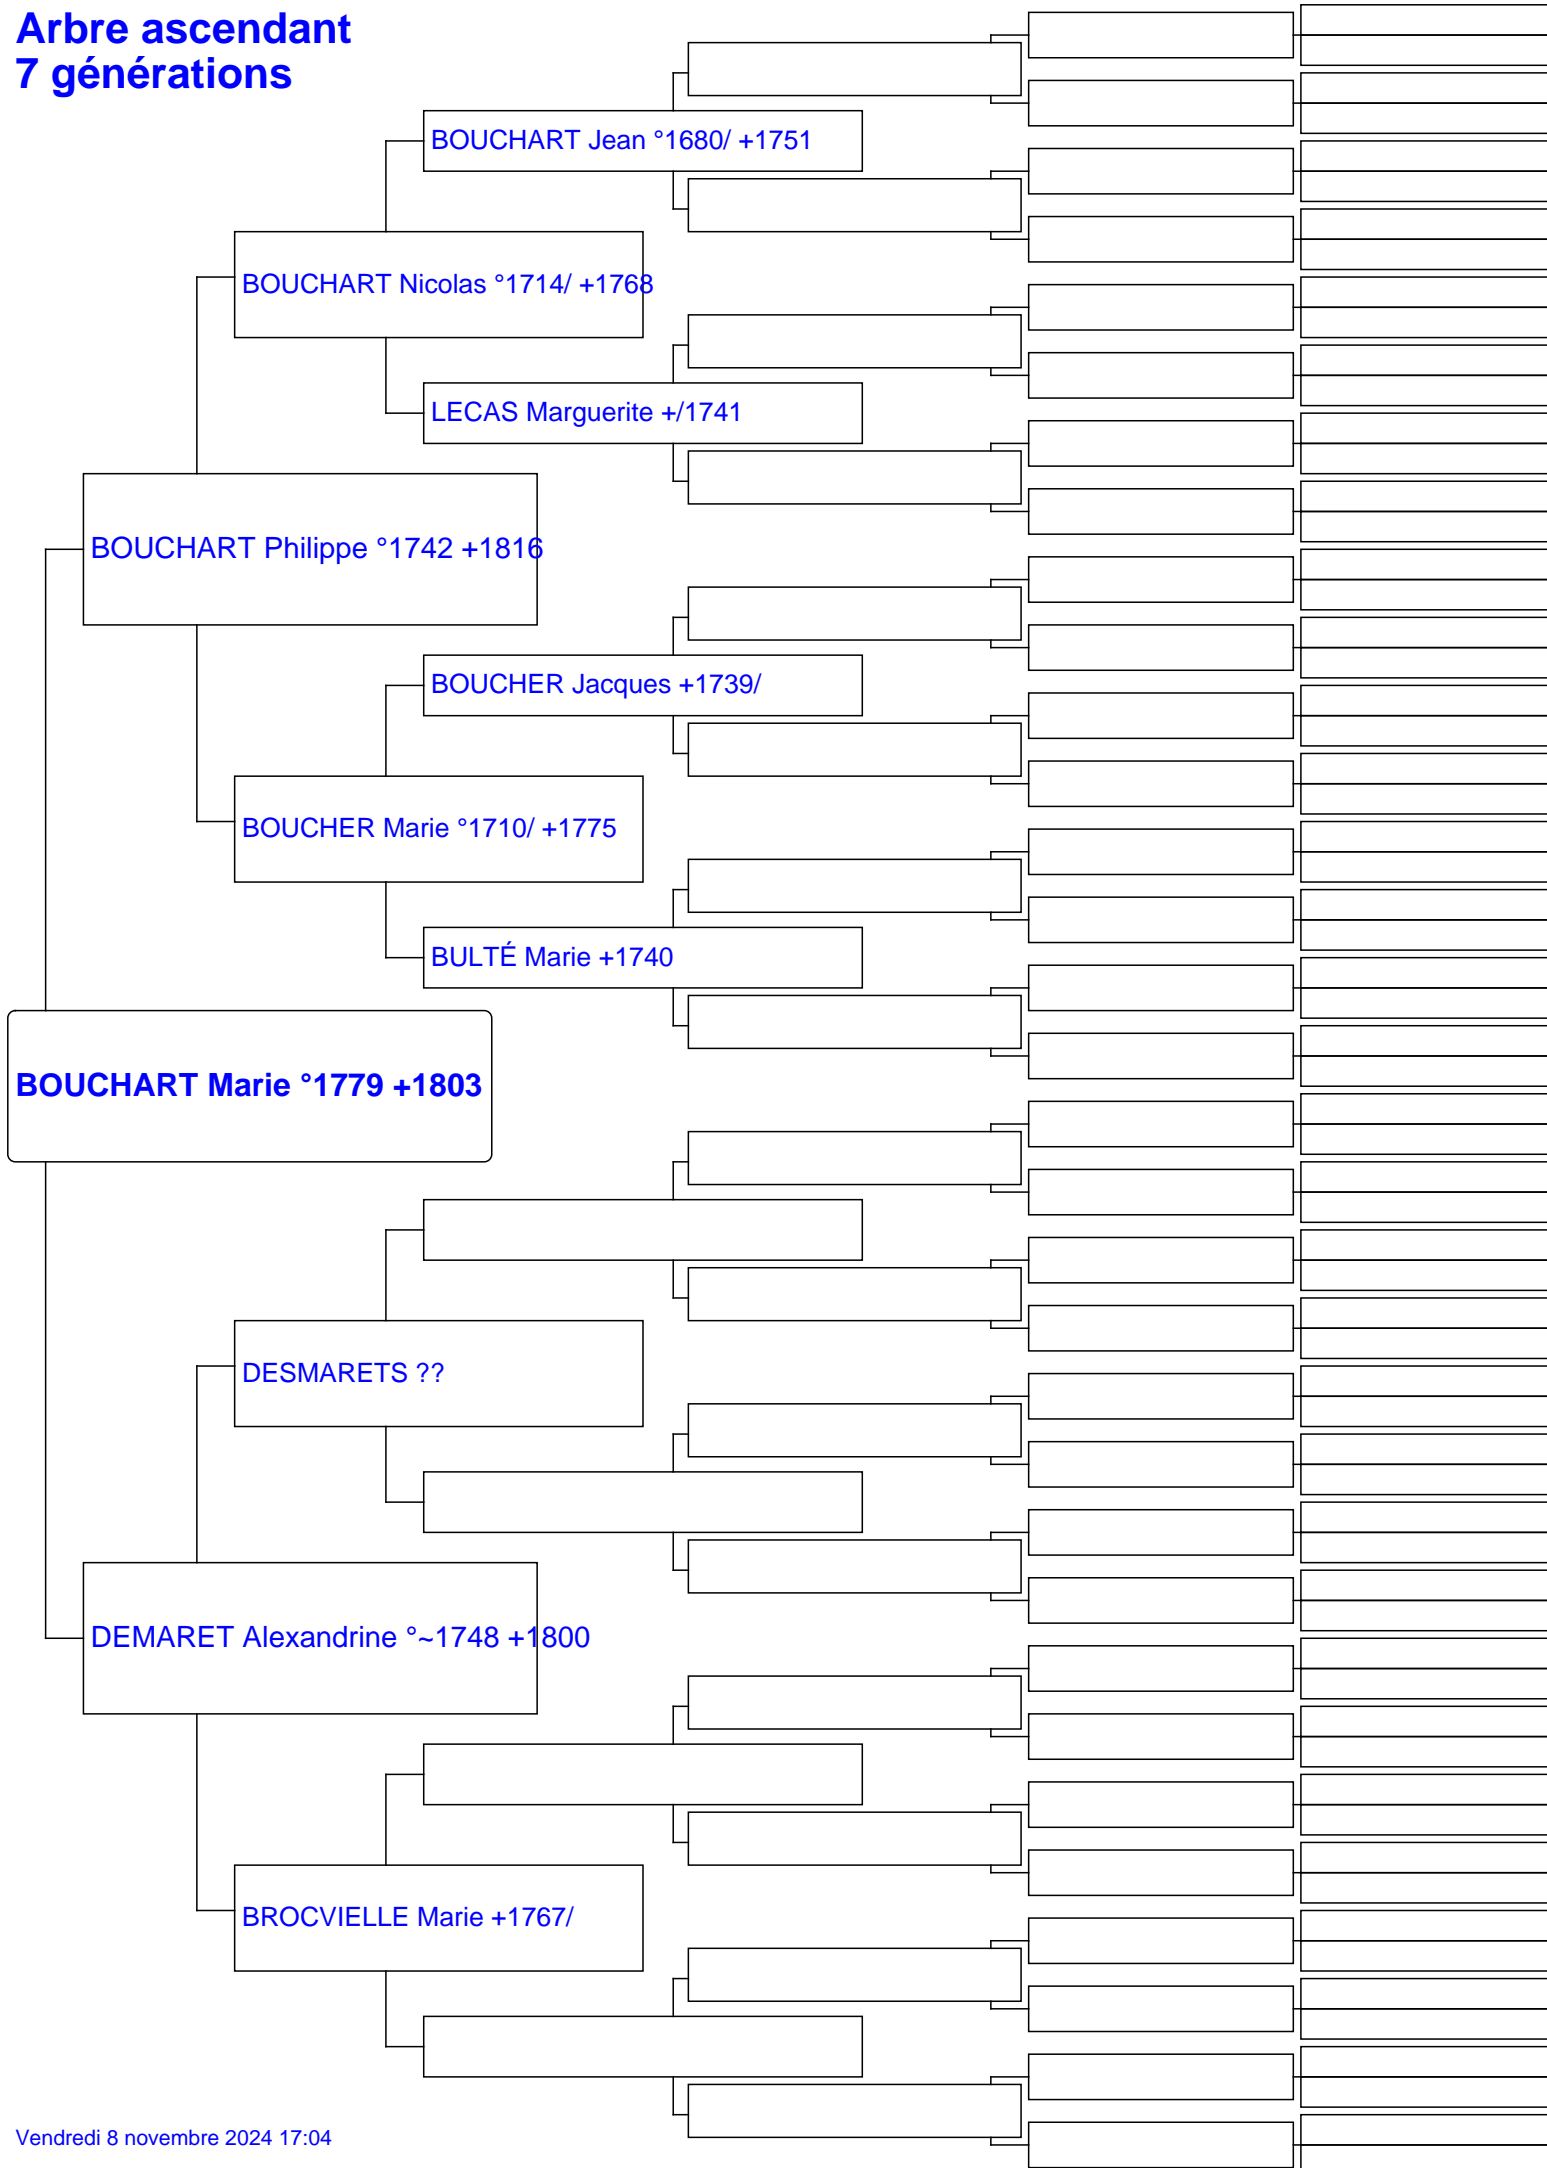 Arbre ascendant
7 générations
BOUCHART Jean °1680/ +1751
BOUCHART Nicolas °1714/ +1768
LECAS Marguerite +/1741
BOUCHART Philippe °1742 +1816
BOUCHER Jacques +1739/
BOUCHER Marie °1710/ +1775
BULTÉ Marie +1740
BOUCHART Marie °1779 +1803
DESMARETS ??
DEMARET Alexandrine °~1748 +1800
BROCVIELLE Marie +1767/
Vendredi 8 novembre 2024 17:04